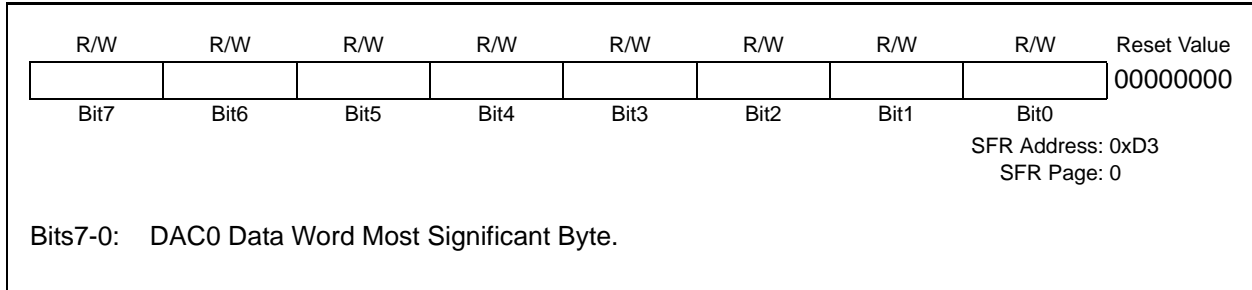 R/W R/W R/W R/W R/W R/W R/W R/W Reset Value
00000000
Bit7 Bit6 Bit5 Bit4 Bit3 Bit2 Bit1 Bit0
SFR Address: 0xD3
SFR Page: 0
Bits7-0: DAC0 Data Word Most Significant Byte.